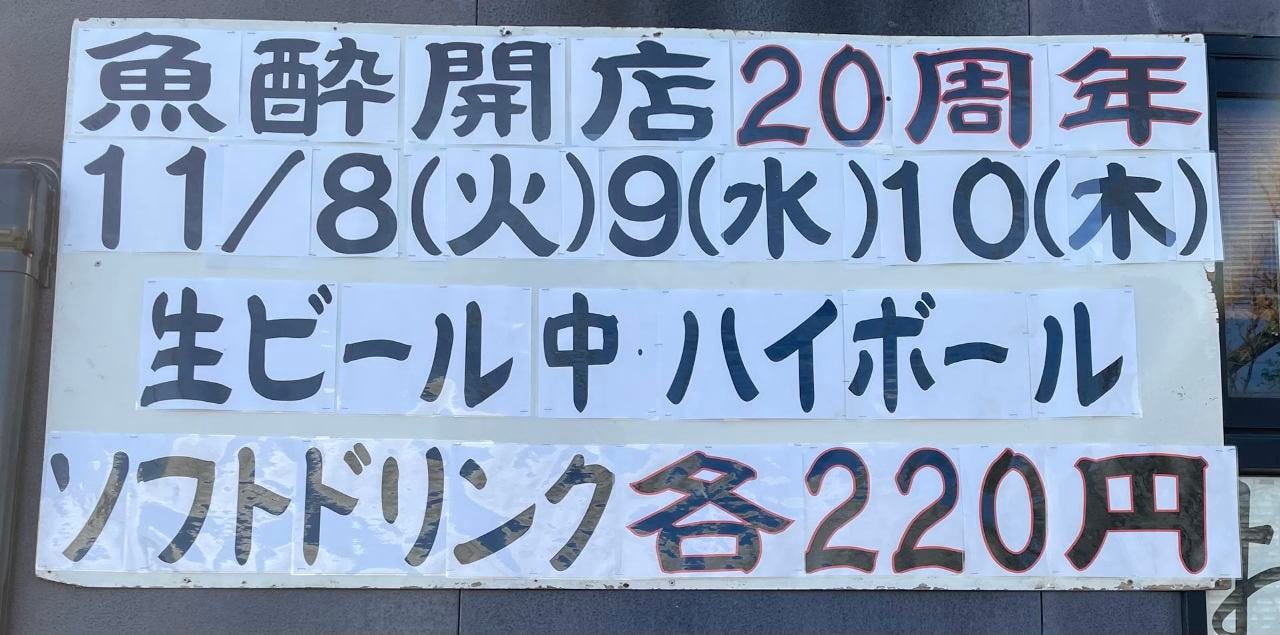 魚酔開店20周年
11/8(火)9(水)10(木)
生ビール中・ハイボール
ソフトドリンク各220円